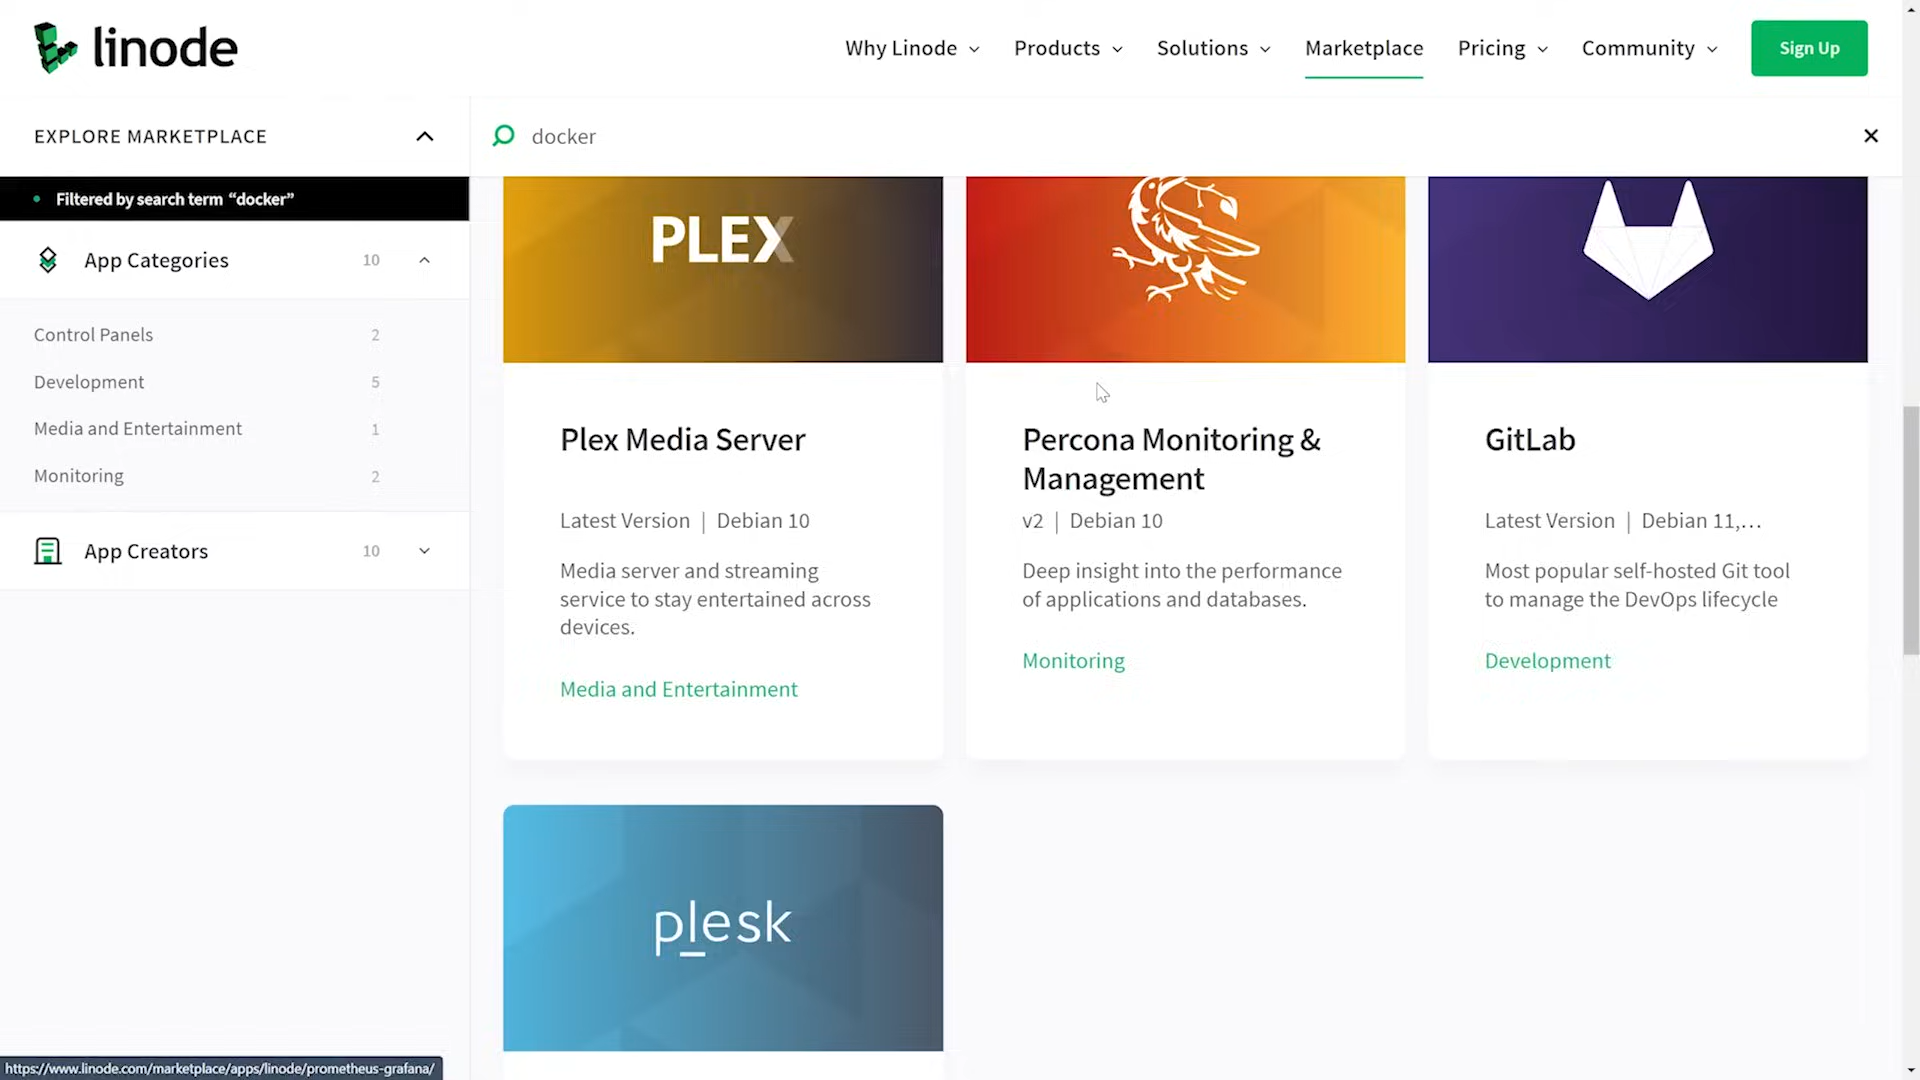 linode
Why Linode
Products
Solutions
Marketplace
Pricing
Community
Sign Up
EXPLORE MARKETPLACE
docker
Filtered by search term “docker”
App Categories 10
Control Panels 2
Development 5
Media and Entertainment 1
Monitoring 2
App Creators 10
PLEX
Plex Media Server
Latest Version | Debian 10
Media server and streaming
service to stay entertained across
devices.
Media and Entertainment
Percona Monitoring &
Management
v2 | Debian 10
Deep insight into the performance
of applications and databases.
Monitoring
GitLab
Latest Version | Debian 11,...
Most popular self-hosted Git tool
to manage the DevOps lifecycle
Development
plesk
https://www.linode.com/marketplace/apps/linode/prometheus-grafana/